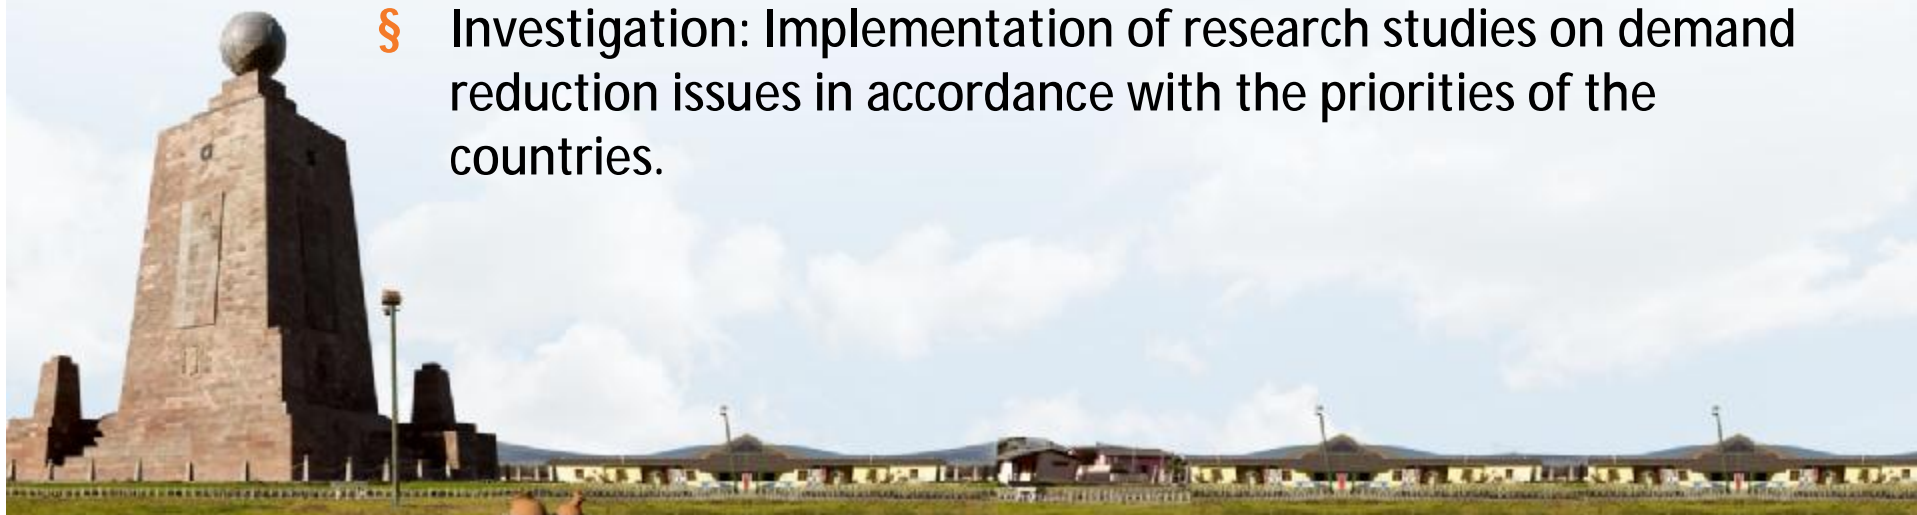 § Investigation: Implementation of research studies on demand
reduction issues in accordance with the priorities of the
countries.